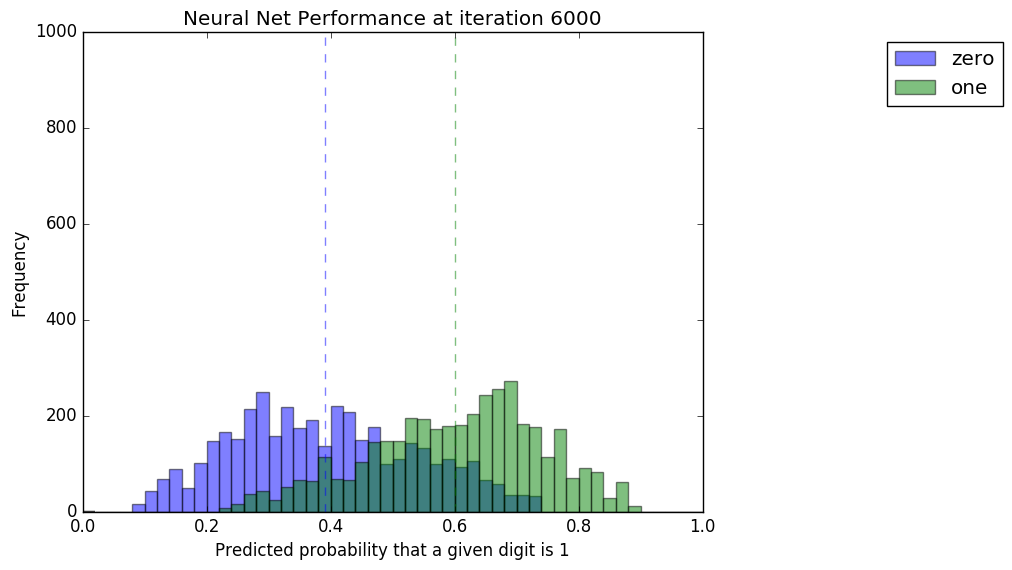 Neural Net Performance at iteration 6000
1000
800
600
400
200
0
Frequency
0.0 0.2 0.4 0.6 0.8 1.0
Predicted probability that a given digit is 1
zero
one